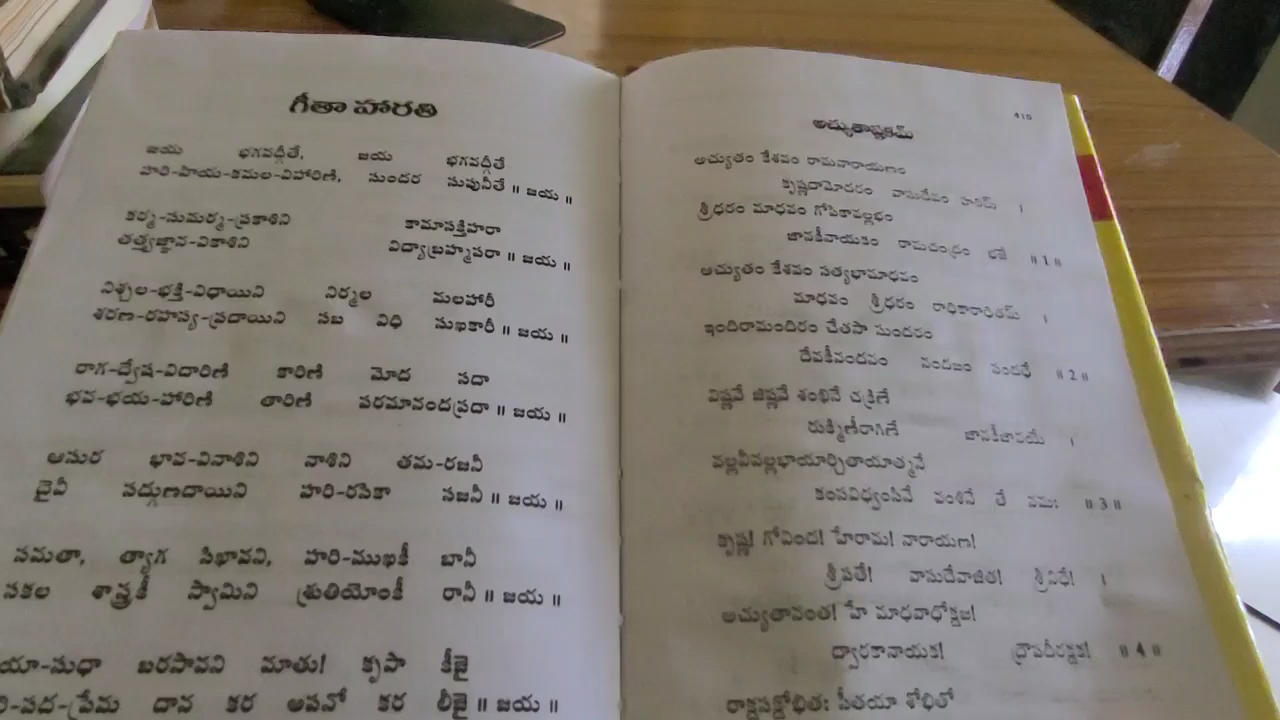 గీతా హారతి
జయ భగవద్గీతే, జయ భగవద్గీతే
హరి-హియ-కమల-విహారిణి, సుందర సుపునీతే ॥ జయ ॥
కర్మ-సుమర్మ-ప్రకాశిని కామాసక్తిహరా
తత్త్వజ్ఞాన-వికాశిని విద్యాబ్రహ్మపరా ॥ జయ ॥
నిశ్చల-భక్తి-విధాయిని నిర్మల మలహారీ
శరణ-రహస్య-ప్రదాయిని సబ విధి సుఖకారీ ॥ జయ ॥
రాగ-ద్వేష-విదారిణి కారిణి మోద సదా
భవ-భయ-హారిణి తారిణి పరమానందప్రదా ॥ జయ ॥
అసుర భావ-వినాశిని నాశిని తమ-రజనీ
దైవీ సద్గుణదాయిని హరి-రసికా సజనీ ॥ జయ ॥
సమతా, త్యాగ సిఖావని, హరి-ముఖకీ బానీ
సకల శాస్త్రకీ స్వామిని శ్రుతియోంకీ రానీ ॥ జయ ॥
యా-సుధా బరసావని మాతు! కృపా కీజై
-పద-ప్రేమ దాన కర అపనో కర లీజై ॥ జయ ॥
415
అచ్యుతాష్టకమ్
అచ్యుతం కేశవం రామనారాయణం
కృష్ణదామోదరం వాసుదేవం హరిమ్ ।
శ్రీధరం మాధవం గోపికావల్లభం
జానకీనాయకం రామచంద్రం భజే ॥ 1 ॥
అచ్యుతం కేశవం సత్యభామాధవం
మాధవం శ్రీధరం రాధికారాధితమ్ ।
ఇందిరామందిరం చేతసా సుందరం
దేవకీనందనం నందజం సందధే ॥ 2 ॥
విష్ణవే జిష్ణవే శంఖినే చక్రిణే
రుక్మిణీరాగిణే జానకీజానయే ।
వల్లవీవల్లభాయార్చితాయాత్మనే
కంసవిధ్వంసినే వంశినే తే నమః ॥ 3 ॥
కృష్ణ! గోవింద! హేరామ! నారాయణ!
శ్రీపతే! వాసుదేవాజిత! శ్రీనిధే! ।
అచ్యుతానంత! హే మాధవాధోక్షజ!
ద్వారకానాయక! ద్రౌపదీరక్షక! ॥ 4 ॥
రాక్షసక్షోభితః సీతయా శోభితో